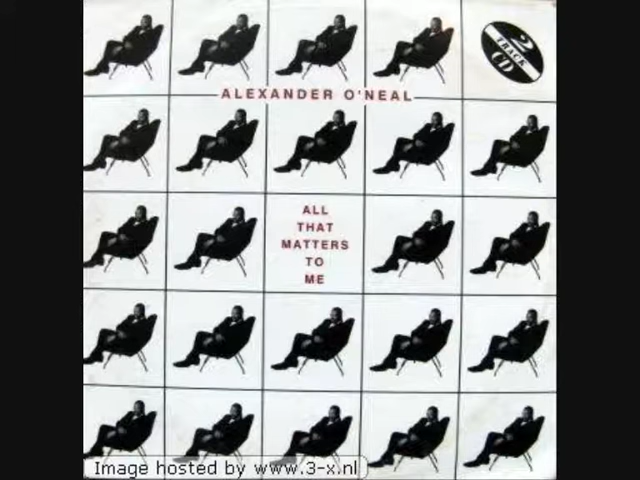 2
TRACK
CD
ALEXANDER O'NEAL
ALL
THAT
MATTERS
TO
ME
Image hosted by www.3-x.nl